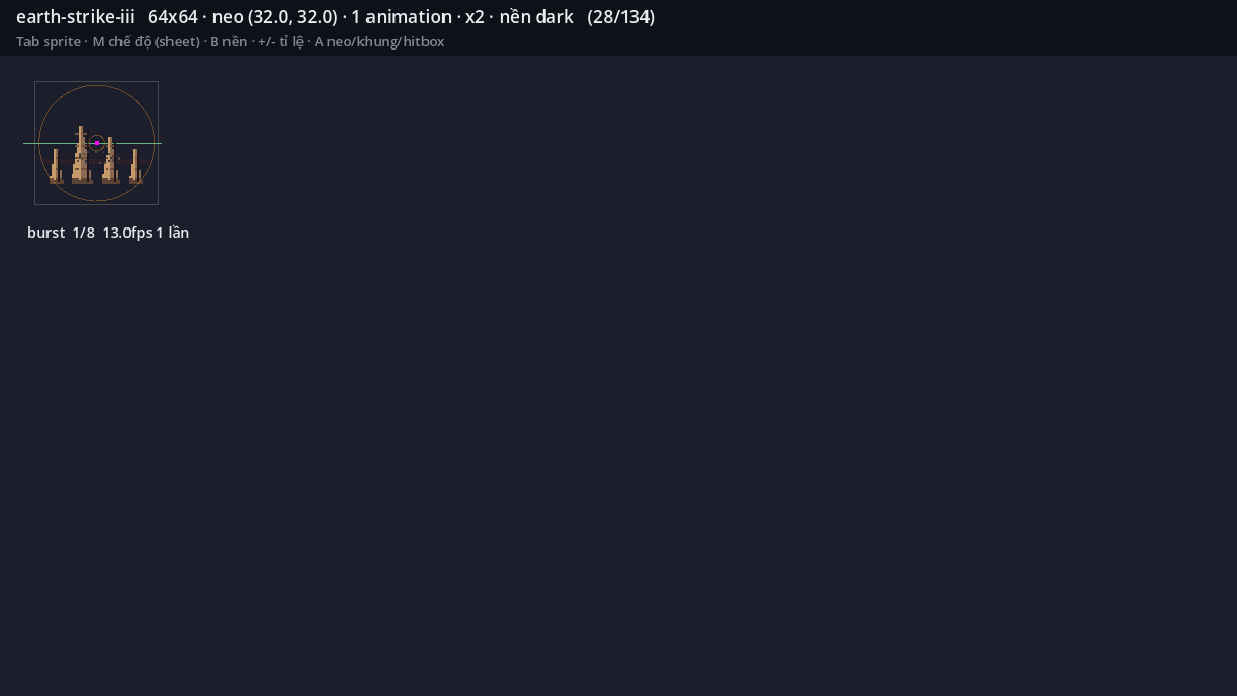 earth-strike-iii 64x64 · neo (32.0, 32.0) · 1 animation · x2 · nền dark (28/134)
Tab sprite · M chế độ (sheet) · B nền · +/- tỉ lệ · A neo/khung/hitbox
burst 1/8 13.0fps 1 lần